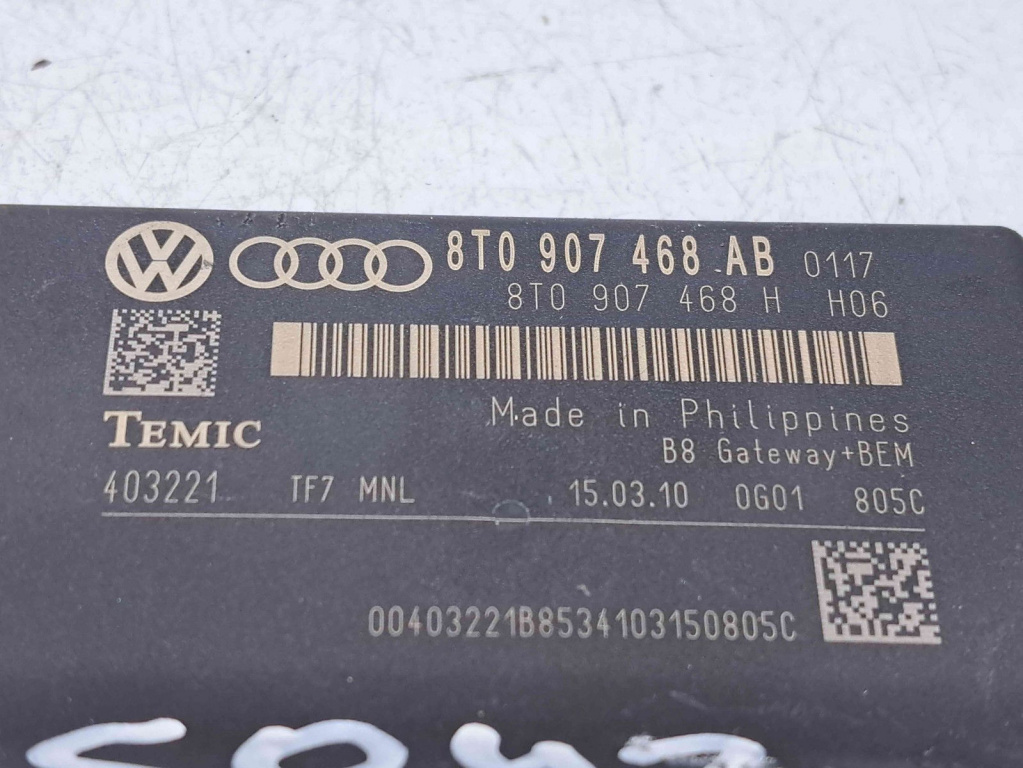 8T0 907 468 AB 0117
8T0 907 468 H H06
TEMIC
Made in Philippines
B8 Gateway+BEM
403221 TF7 MNL 15.03.10 0G01 805C
00403221B8534103150805C